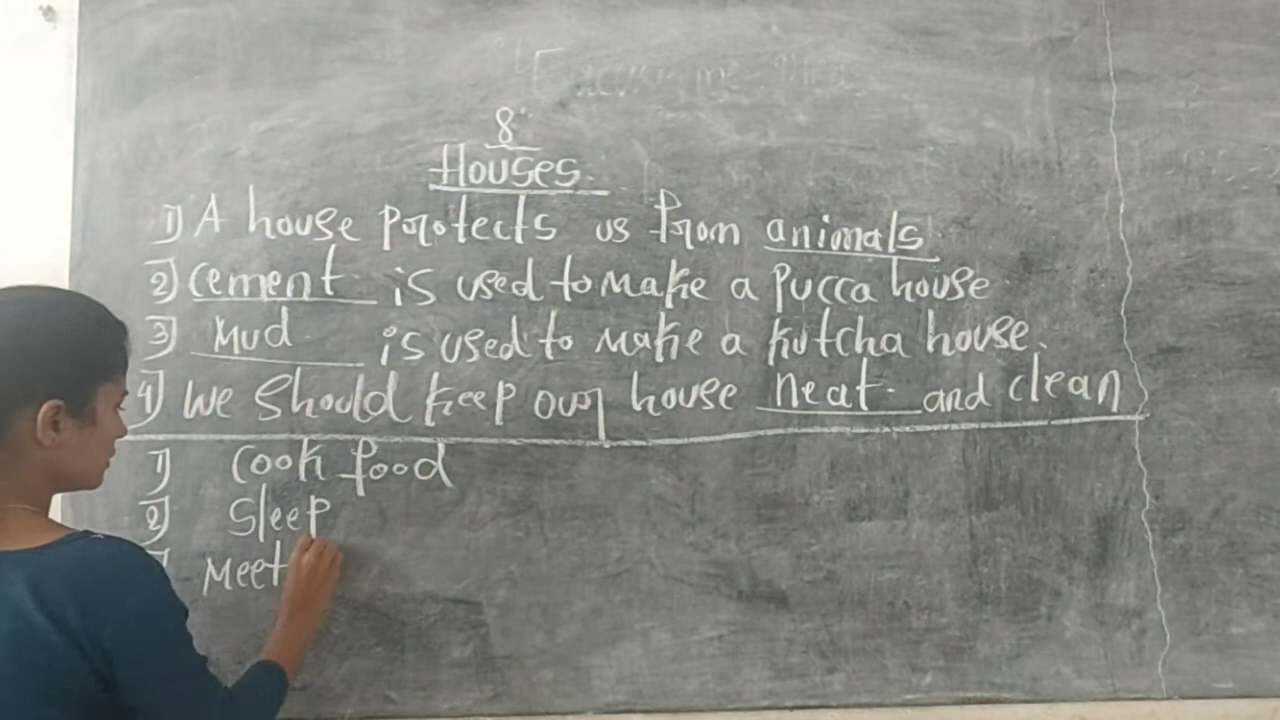 8
Houses.
1) A house protects us from animals.
2) cement is used to make a pucca house.
3) Mud is used to make a kutcha house.
4) We should keep our house neat and clean
1) Cook food
2) Sleep
Meet